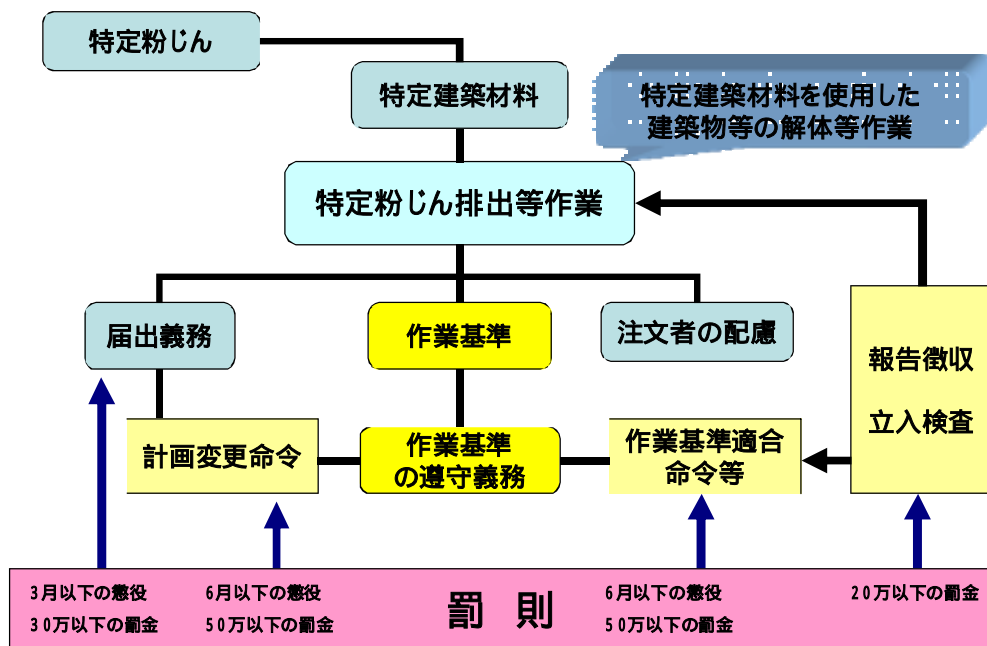 特定粉じん
特定建築材料
特定建築材料を使用した
建築物等の解体等作業
特定粉じん排出等作業
届出義務
作業基準
注文者の配慮
報告徴収
立入検査
計画変更命令
作業基準
の遵守義務
作業基準適合
命令等
3月以下の懲役
30万以下の罰金
6月以下の懲役
50万以下の罰金
罰 則
6月以下の懲役
50万以下の罰金
20万以下の罰金